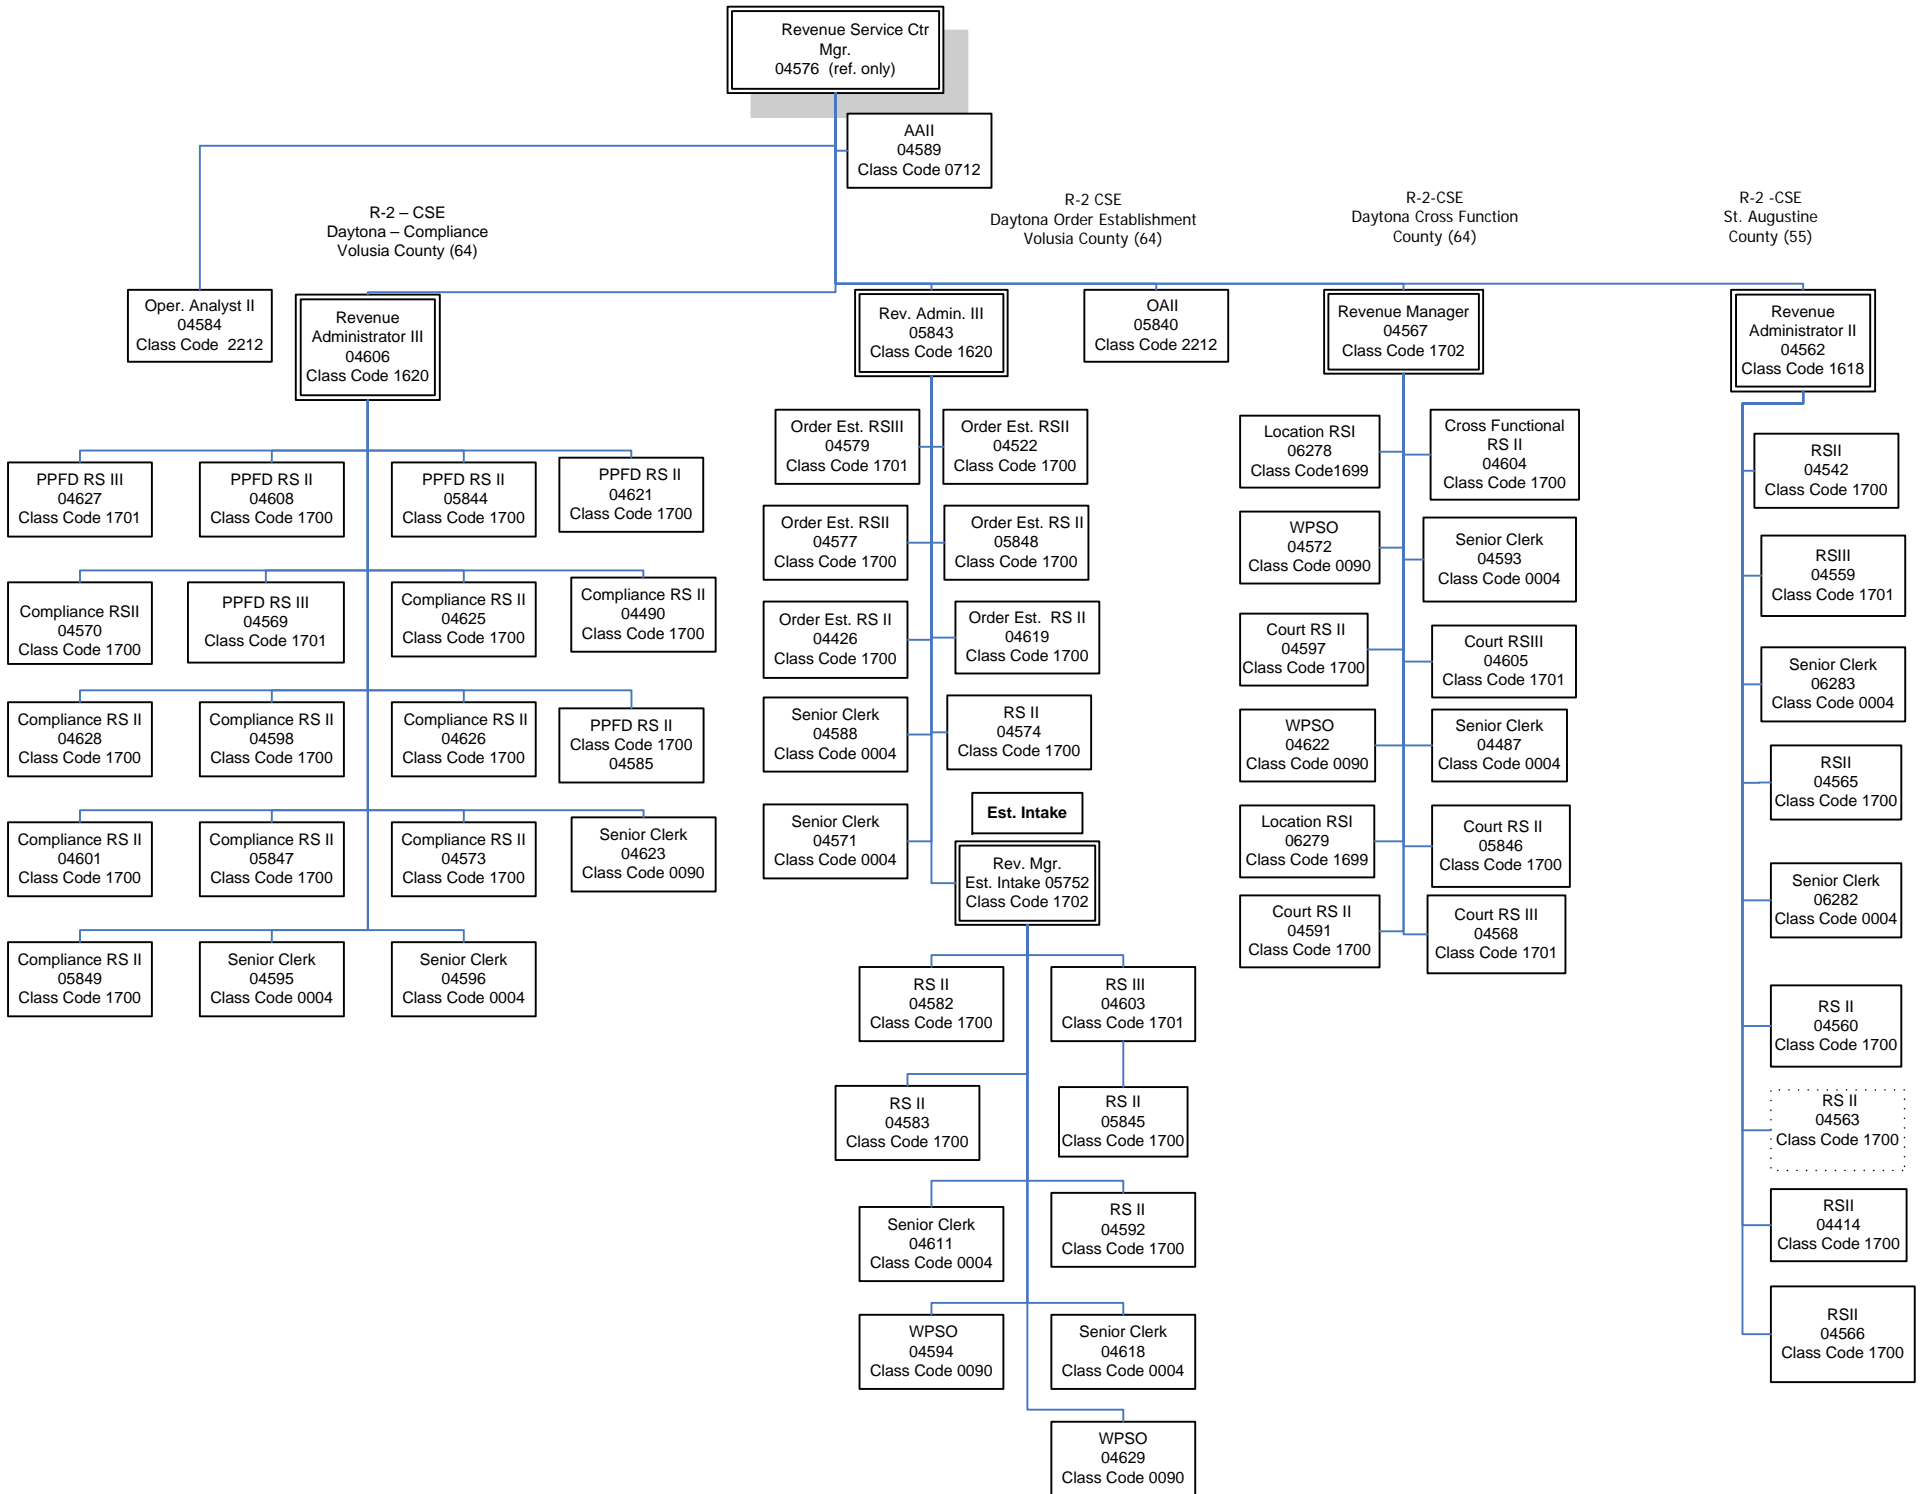 Revenue Service Ctr
Mgr.
04576 (ref. only)
AAII
04589
Class Code 0712
R-2 – CSE
Daytona – Compliance
Volusia County (64)
R-2 CSE
Daytona Order Establishment
Volusia County (64)
R-2-CSE
Daytona Cross Function
County (64)
R-2 -CSE
St. Augustine
County (55)
Oper. Analyst II
04584
Class Code 2212
Revenue
Administrator III
04606
Class Code 1620
Rev. Admin. III
05843
Class Code 1620
OAII
05840
Class Code 2212
Revenue Manager
04567
Class Code 1702
Revenue
Administrator II
04562
Class Code 1618
PPFD RS III
04627
Class Code 1701
PPFD RS II
04608
Class Code 1700
PPFD RS II
05844
Class Code 1700
PPFD RS II
04621
Class Code 1700
Compliance RSII
04570
Class Code 1700
PPFD RS III
04569
Class Code 1701
Compliance RS II
04625
Class Code 1700
Compliance RS II
04490
Class Code 1700
Compliance RS II
04628
Class Code 1700
Compliance RS II
04598
Class Code 1700
Compliance RS II
04626
Class Code 1700
PPFD RS II
Class Code 1700
04585
Compliance RS II
04601
Class Code 1700
Compliance RS II
05847
Class Code 1700
Compliance RS II
04573
Class Code 1700
Senior Clerk
04623
Class Code 0090
Compliance RS II
05849
Class Code 1700
Senior Clerk
04595
Class Code 0004
Senior Clerk
04596
Class Code 0004
Order Est. RSIII
04579
Class Code 1701
Order Est. RSII
04522
Class Code 1700
Order Est. RSII
04577
Class Code 1700
Order Est. RS II
05848
Class Code 1700
Order Est. RS II
04426
Class Code 1700
Order Est. RS II
04619
Class Code 1700
Senior Clerk
04588
Class Code 0004
RS II
04574
Class Code 1700
Senior Clerk
04571
Class Code 0004
Est. Intake
Rev. Mgr.
Est. Intake 05752
Class Code 1702
RS II
04582
Class Code 1700
RS III
04603
Class Code 1701
RS II
04583
Class Code 1700
RS II
05845
Class Code 1700
Senior Clerk
04611
Class Code 0004
RS II
04592
Class Code 1700
WPSO
04594
Class Code 0090
Senior Clerk
04618
Class Code 0004
WPSO
04629
Class Code 0090
Location RSI
06278
Class Code1699
Cross Functional
RS II
04604
Class Code 1700
WPSO
04572
Class Code 0090
Senior Clerk
04593
Class Code 0004
Court RS II
04597
Class Code 1700
Court RSIII
04605
Class Code 1701
WPSO
04622
Class Code 0090
Senior Clerk
04487
Class Code 0004
Location RSI
06279
Class Code 1699
Court RS II
05846
Class Code 1700
Court RS II
04591
Class Code 1700
Court RS III
04568
Class Code 1701
RSII
04542
Class Code 1700
RSIII
04559
Class Code 1701
Senior Clerk
06283
Class Code 0004
RSII
04565
Class Code 1700
Senior Clerk
06282
Class Code 0004
RS II
04560
Class Code 1700
RS II
04563
Class Code 1700
RSII
04414
Class Code 1700
RSII
04566
Class Code 1700